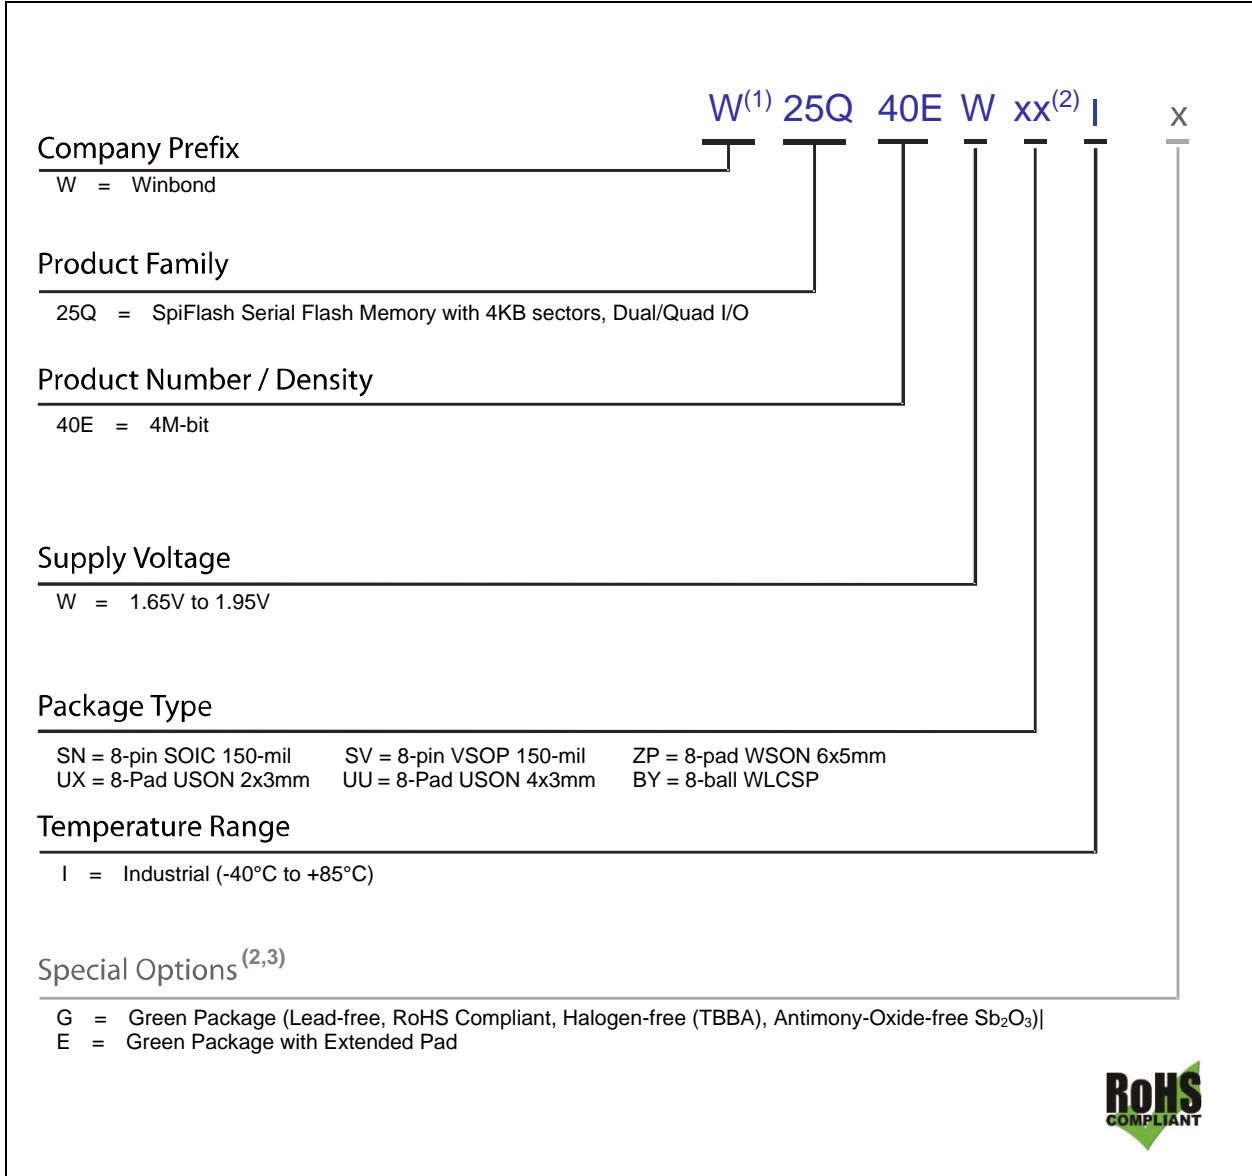 W(1) 25Q 40E W xx(2) I x
Company Prefix
W = Winbond
Product Family
25Q = SpiFlash Serial Flash Memory with 4KB sectors, Dual/Quad I/O
Product Number / Density
40E = 4M-bit
Supply Voltage
W = 1.65V to 1.95V
Package Type
SN = 8-pin SOIC 150-mil SV = 8-pin VSOP 150-mil ZP = 8-pad WSON 6x5mm
UX = 8-Pad USON 2x3mm UU = 8-Pad USON 4x3mm BY = 8-ball WLCSP
Temperature Range
I = Industrial (-40°C to +85°C)
Special Options (2,3)
G = Green Package (Lead-free, RoHS Compliant, Halogen-free (TBBA), Antimony-Oxide-free Sb₂O₃)|
E = Green Package with Extended Pad
RoHS
COMPLIANT